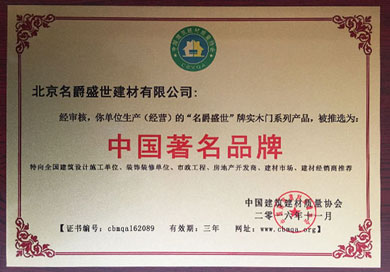 北京名爵盛世建材有限公司:
经审核，你单位生产(经营)的“名爵盛世”牌实木门系列产品，被推选为:
中国著名品牌
特向全国建筑设计施工单位、装饰装修单位、市政工程、房地产开发商、建材市场、建材经销商推荐
中国建筑建材质量协会
二〇一六年十一月
【证书编号: cbmqa162089 有效期: 三年 网址: www.cbmqa.org】